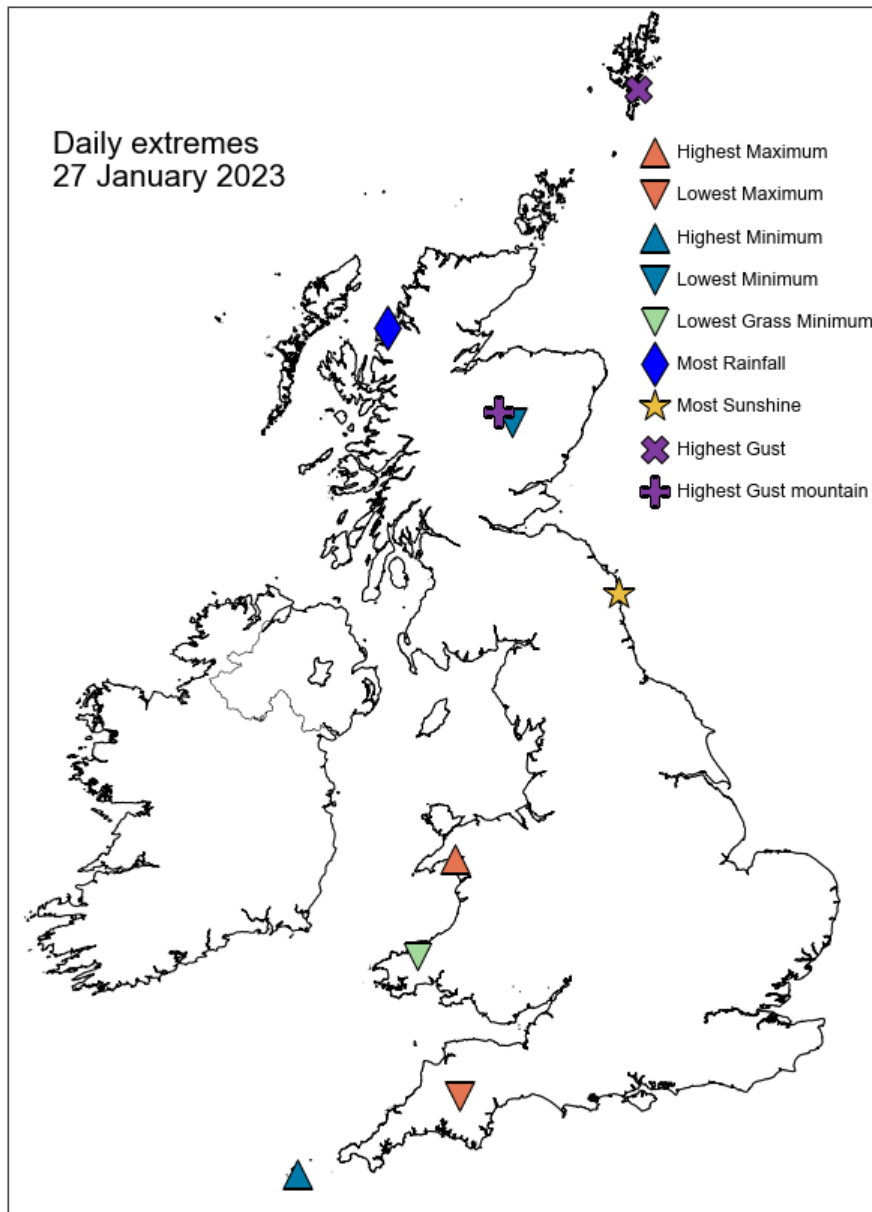 Daily extremes
27 January 2023
Highest Maximum
Lowest Maximum
Highest Minimum
Lowest Minimum
Lowest Grass Minimum
Most Rainfall
Most Sunshine
Highest Gust
Highest Gust mountain